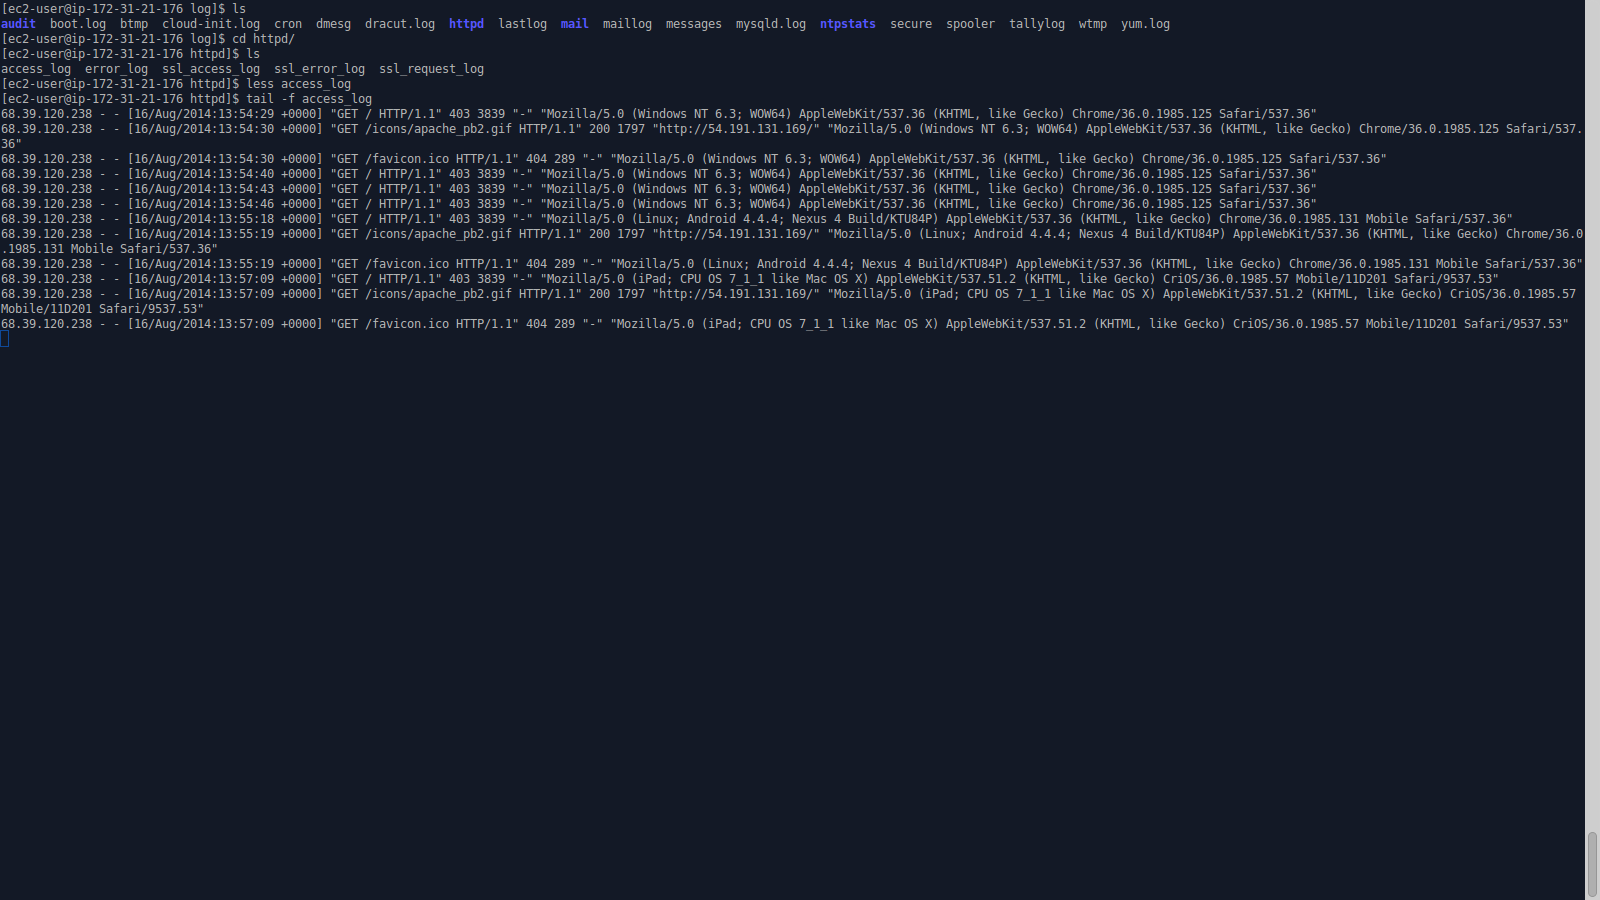 [ec2-user@ip-172-31-21-176 log]$ ls
audit  boot.log  btmp  cloud-init.log  cron  dmesg  dracut.log  httpd  lastlog  mail  maillog  messages  mysqld.log  ntpstats  secure  spooler  tallylog  wtmp  yum.log
[ec2-user@ip-172-31-21-176 log]$ cd httpd/
[ec2-user@ip-172-31-21-176 httpd]$ ls
access_log  error_log  ssl_access_log  ssl_error_log  ssl_request_log
[ec2-user@ip-172-31-21-176 httpd]$ less access_log
[ec2-user@ip-172-31-21-176 httpd]$ tail -f access_log
68.39.120.238 - - [16/Aug/2014:13:54:29 +0000] "GET / HTTP/1.1" 403 3839 "-" "Mozilla/5.0 (Windows NT 6.3; WOW64) AppleWebKit/537.36 (KHTML, like Gecko) Chrome/36.0.1985.125 Safari/537.36"
68.39.120.238 - - [16/Aug/2014:13:54:30 +0000] "GET /icons/apache_pb2.gif HTTP/1.1" 200 1797 "http://54.191.131.169/" "Mozilla/5.0 (Windows NT 6.3; WOW64) AppleWebKit/537.36 (KHTML, like Gecko) Chrome/36.0.1985.125 Safari/537.
36"
68.39.120.238 - - [16/Aug/2014:13:54:30 +0000] "GET /favicon.ico HTTP/1.1" 404 289 "-" "Mozilla/5.0 (Windows NT 6.3; WOW64) AppleWebKit/537.36 (KHTML, like Gecko) Chrome/36.0.1985.125 Safari/537.36"
68.39.120.238 - - [16/Aug/2014:13:54:40 +0000] "GET / HTTP/1.1" 403 3839 "-" "Mozilla/5.0 (Windows NT 6.3; WOW64) AppleWebKit/537.36 (KHTML, like Gecko) Chrome/36.0.1985.125 Safari/537.36"
68.39.120.238 - - [16/Aug/2014:13:54:43 +0000] "GET / HTTP/1.1" 403 3839 "-" "Mozilla/5.0 (Windows NT 6.3; WOW64) AppleWebKit/537.36 (KHTML, like Gecko) Chrome/36.0.1985.125 Safari/537.36"
68.39.120.238 - - [16/Aug/2014:13:54:46 +0000] "GET / HTTP/1.1" 403 3839 "-" "Mozilla/5.0 (Windows NT 6.3; WOW64) AppleWebKit/537.36 (KHTML, like Gecko) Chrome/36.0.1985.125 Safari/537.36"
68.39.120.238 - - [16/Aug/2014:13:55:18 +0000] "GET / HTTP/1.1" 403 3839 "-" "Mozilla/5.0 (Linux; Android 4.4.4; Nexus 4 Build/KTU84P) AppleWebKit/537.36 (KHTML, like Gecko) Chrome/36.0.1985.131 Mobile Safari/537.36"
68.39.120.238 - - [16/Aug/2014:13:55:19 +0000] "GET /icons/apache_pb2.gif HTTP/1.1" 200 1797 "http://54.191.131.169/" "Mozilla/5.0 (Linux; Android 4.4.4; Nexus 4 Build/KTU84P) AppleWebKit/537.36 (KHTML, like Gecko) Chrome/36.0
.1985.131 Mobile Safari/537.36"
68.39.120.238 - - [16/Aug/2014:13:55:19 +0000] "GET /favicon.ico HTTP/1.1" 404 289 "-" "Mozilla/5.0 (Linux; Android 4.4.4; Nexus 4 Build/KTU84P) AppleWebKit/537.36 (KHTML, like Gecko) Chrome/36.0.1985.131 Mobile Safari/537.36"
68.39.120.238 - - [16/Aug/2014:13:57:09 +0000] "GET / HTTP/1.1" 403 3839 "-" "Mozilla/5.0 (iPad; CPU OS 7_1_1 like Mac OS X) AppleWebKit/537.51.2 (KHTML, like Gecko) CriOS/36.0.1985.57 Mobile/11D201 Safari/9537.53"
68.39.120.238 - - [16/Aug/2014:13:57:09 +0000] "GET /icons/apache_pb2.gif HTTP/1.1" 200 1797 "http://54.191.131.169/" "Mozilla/5.0 (iPad; CPU OS 7_1_1 like Mac OS X) AppleWebKit/537.51.2 (KHTML, like Gecko) CriOS/36.0.1985.57
Mobile/11D201 Safari/9537.53"
68.39.120.238 - - [16/Aug/2014:13:57:09 +0000] "GET /favicon.ico HTTP/1.1" 404 289 "-" "Mozilla/5.0 (iPad; CPU OS 7_1_1 like Mac OS X) AppleWebKit/537.51.2 (KHTML, like Gecko) CriOS/36.0.1985.57 Mobile/11D201 Safari/9537.53"